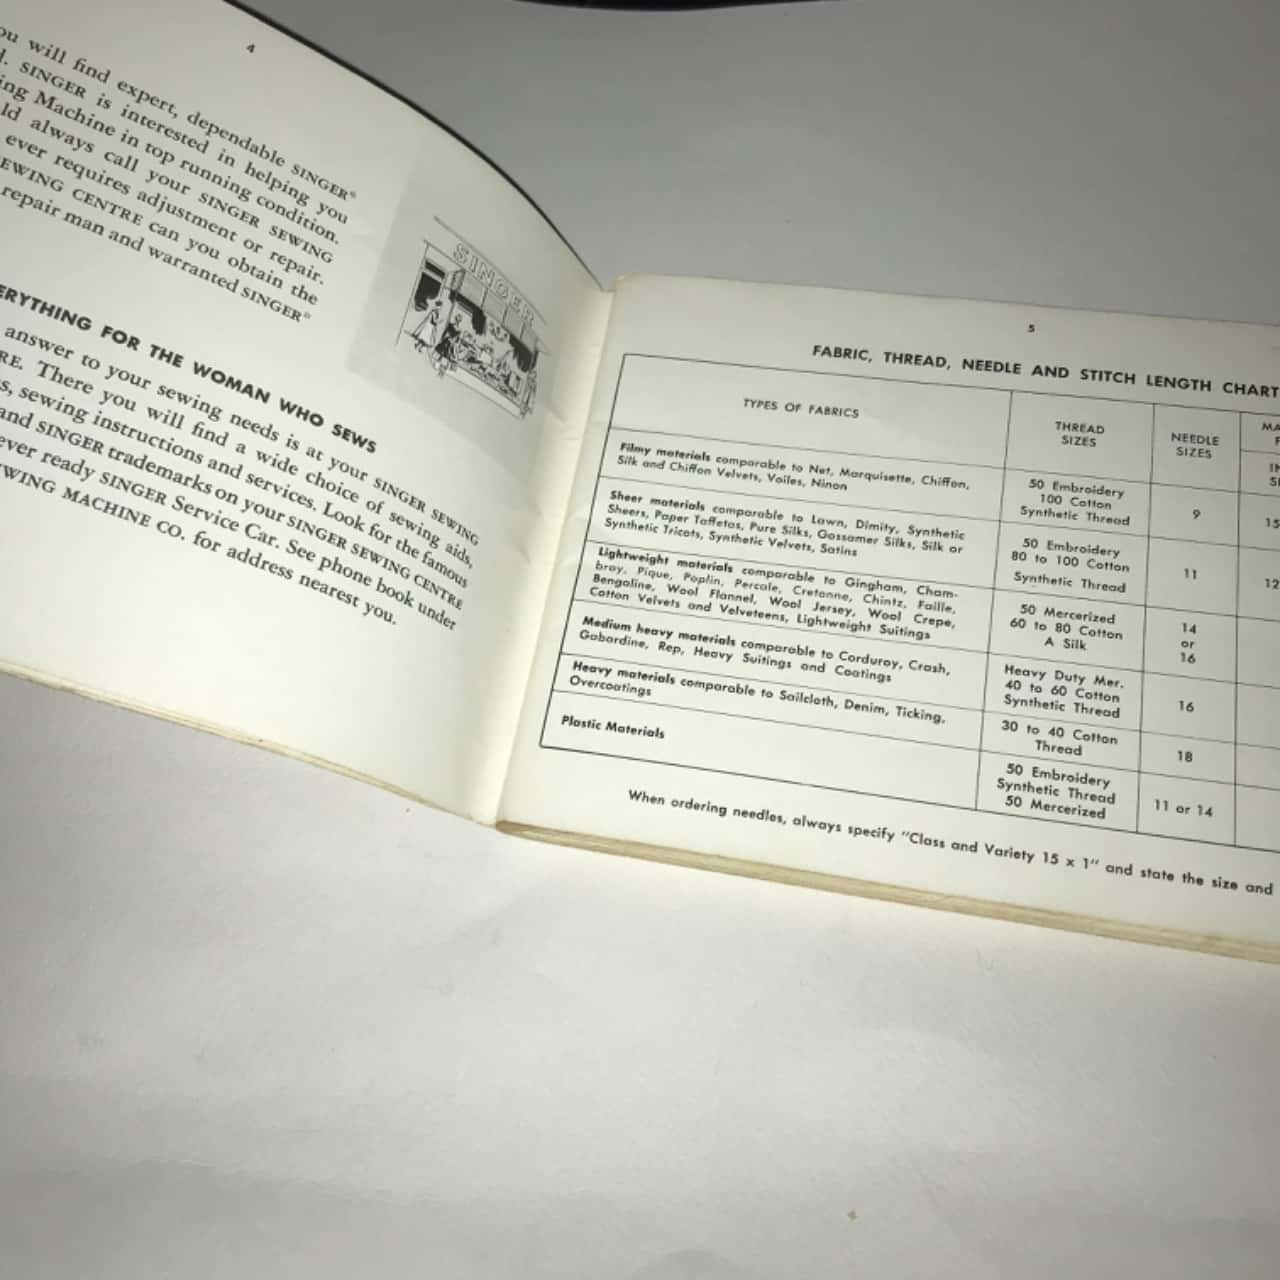 4
ou will find expert, dependable SINGER*
d. SINGER is interested in helping you
ing Machine in top running condition.
ld always call your SINGER SEWING
ever requires adjustment or repair.
EWING CENTRE can you obtain the
repair man and warranted SINGER*
SINGER
ERYTHING FOR THE WOMAN WHO SEWS
answer to your sewing needs is at your SINGER SEWING
RE. There you will find a wide choice of sewing aids,
s, sewing instructions and services. Look for the famous
and SINGER trademarks on your SINGER SEWING CENTRE
ever ready SINGER Service Car. See phone book under
WING MACHINE CO. for address nearest you.
5
FABRIC, THREAD, NEEDLE AND STITCH LENGTH CHART
TYPES OF FABRICS
THREAD
SIZES
NEEDLE
SIZES
MA
F
IN
S
Filmy materials comparable to Net, Marquisette, Chiffon,
Silk and Chiffon Velvets, Voiles, Ninon
50 Embroidery
100 Cotton
Synthetic Thread
9
15
Sheer materials comparable to Lawn, Dimity, Synthetic
Sheers, Paper Taffetas, Pure Silks, Gossamer Silks, Silk or
Synthetic Tricots, Synthetic Velvets, Satins
50 Embroidery
80 to 100 Cotton
Synthetic Thread
11
12
Lightweight materials comparable to Gingham, Cham-
bray, Pique, Poplin, Percale, Cretonne, Chintz, Faille,
Bengaline, Wool Flannel, Wool Jersey, Wool Crepe,
Cotton Velvets and Velveteens, Lightweight Suitings
50 Mercerized
60 to 80 Cotton
A Silk
14
or
16
Medium heavy materials comparable to Corduroy, Crash,
Gabardine, Rep, Heavy Suitings and Coatings
Heavy Duty Mer.
40 to 60 Cotton
Synthetic Thread
16
Heavy materials comparable to Sailcloth, Denim, Ticking,
Overcoatings
30 to 40 Cotton
Thread
18
Plastic Materials
50 Embroidery
Synthetic Thread
50 Mercerized
11 or 14
When ordering needles, always specify "Class and Variety 15 x 1" and state the size and